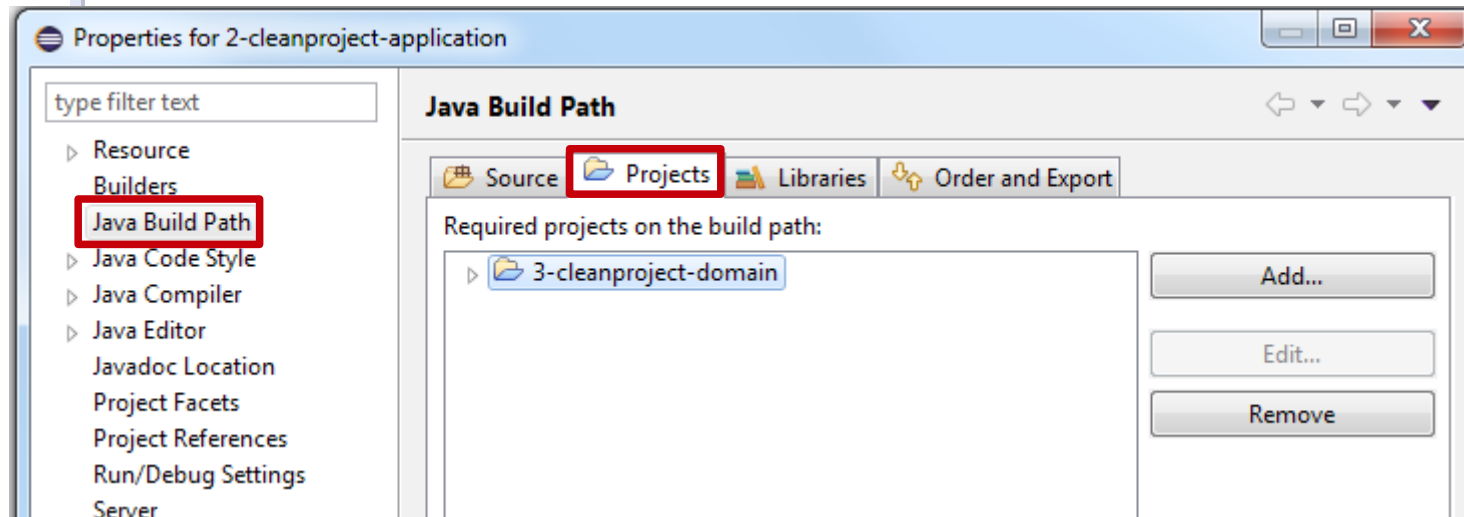 Properties for 2-cleanproject-application
type filter text
Resource
Builders
Java Build Path
Java Code Style
Java Compiler
Java Editor
Javadoc Location
Project Facets
Project References
Run/Debug Settings
Server
Java Build Path
Source Projects Libraries Order and Export
Required projects on the build path:
3-cleanproject-domain
Add...
Edit...
Remove